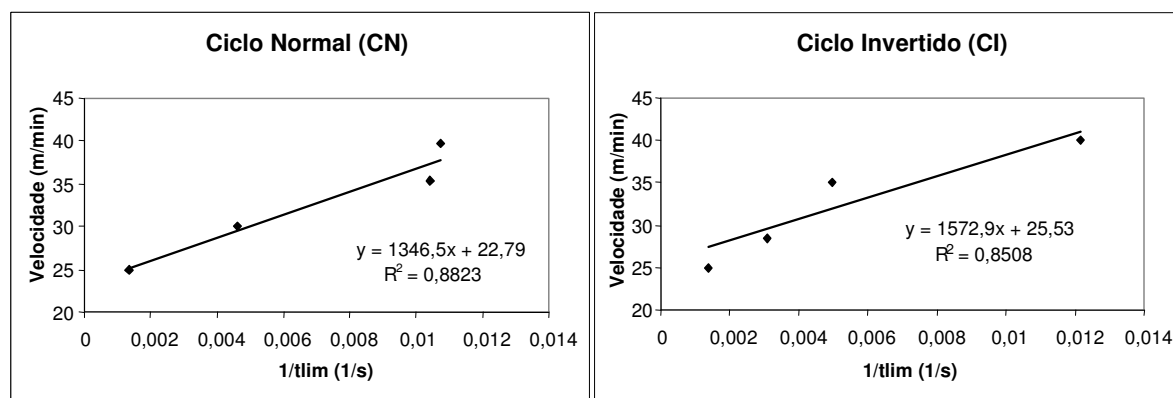 Ciclo Normal (CN)
Velocidade (m/min)
45
40
35
30
25
20
y = 1346,5x + 22,79
R² = 0,8823
0 0,002 0,004 0,006 0,008 0,01 0,012 0,014
1/tlim (1/s)
Ciclo Invertido (CI)
Velocidade (m/min)
45
40
35
30
25
20
y = 1572,9x + 25,53
R² = 0,8508
0 0,002 0,004 0,006 0,008 0,01 0,012 0,014
1/tlim (1/s)